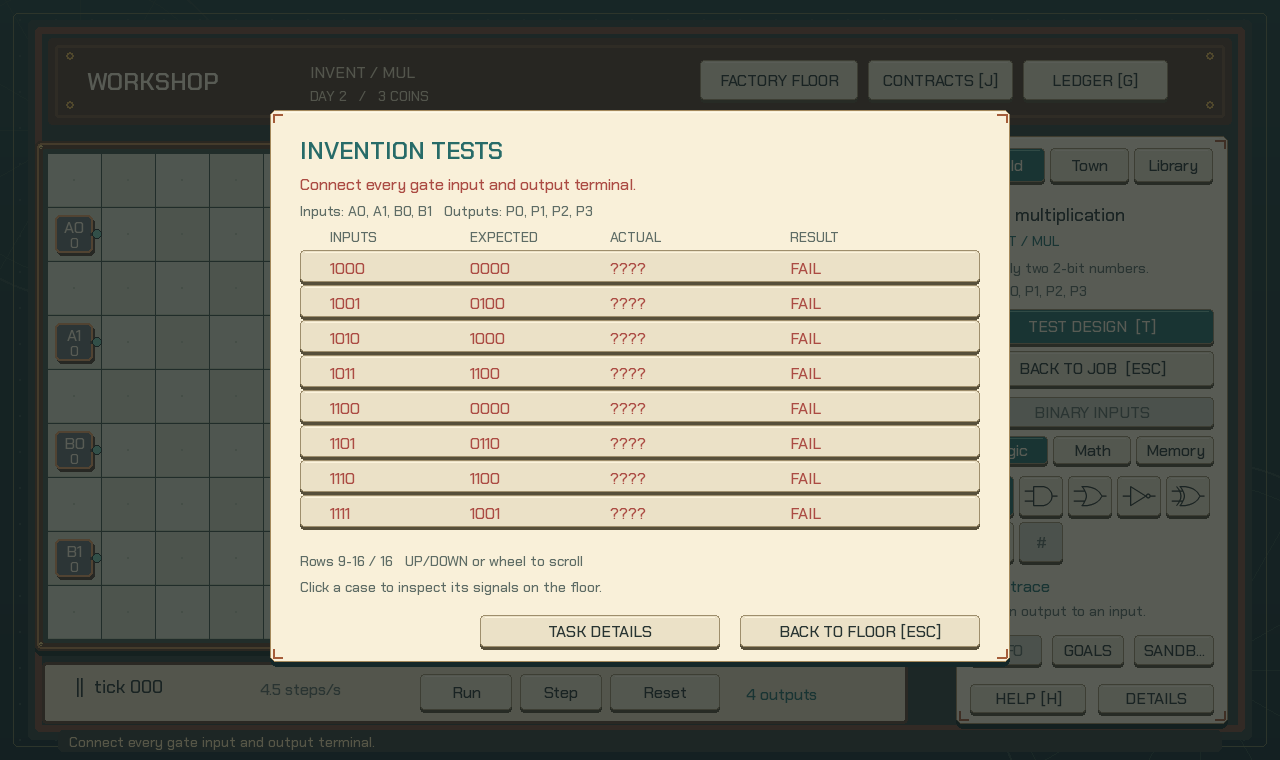 WORKSHOP
INVENT / MUL
DAY 2 / 3 COINS
FACTORY FLOOR
CONTRACTS [J]
LEDGER [G]
INVENTION TESTS
Connect every gate input and output terminal.
Inputs: A0, A1, B0, B1 Outputs: P0, P1, P2, P3
INPUTS EXPECTED ACTUAL RESULT
1000 0000 ???? FAIL
1001 0100 ???? FAIL
1010 1000 ???? FAIL
1011 1100 ???? FAIL
1100 0000 ???? FAIL
1101 0110 ???? FAIL
1110 1100 ???? FAIL
1111 1001 ???? FAIL
Rows 9-16 / 16 UP/DOWN or wheel to scroll
Click a case to inspect its signals on the floor.
TASK DETAILS
BACK TO FLOOR [ESC]
A0
0
A1
0
B0
0
B1
0
Town
Library
multiplication
/ MUL
two 2-bit numbers.
P1, P2, P3
TEST DESIGN [T]
BACK TO JOB [ESC]
BINARY INPUTS
Math
Memory
#
trace
output to an input.
GOALS
SANDB...
HELP [H]
DETAILS
tick 000
4.5 steps/s
Run
Step
Reset
4 outputs
Connect every gate input and output terminal.